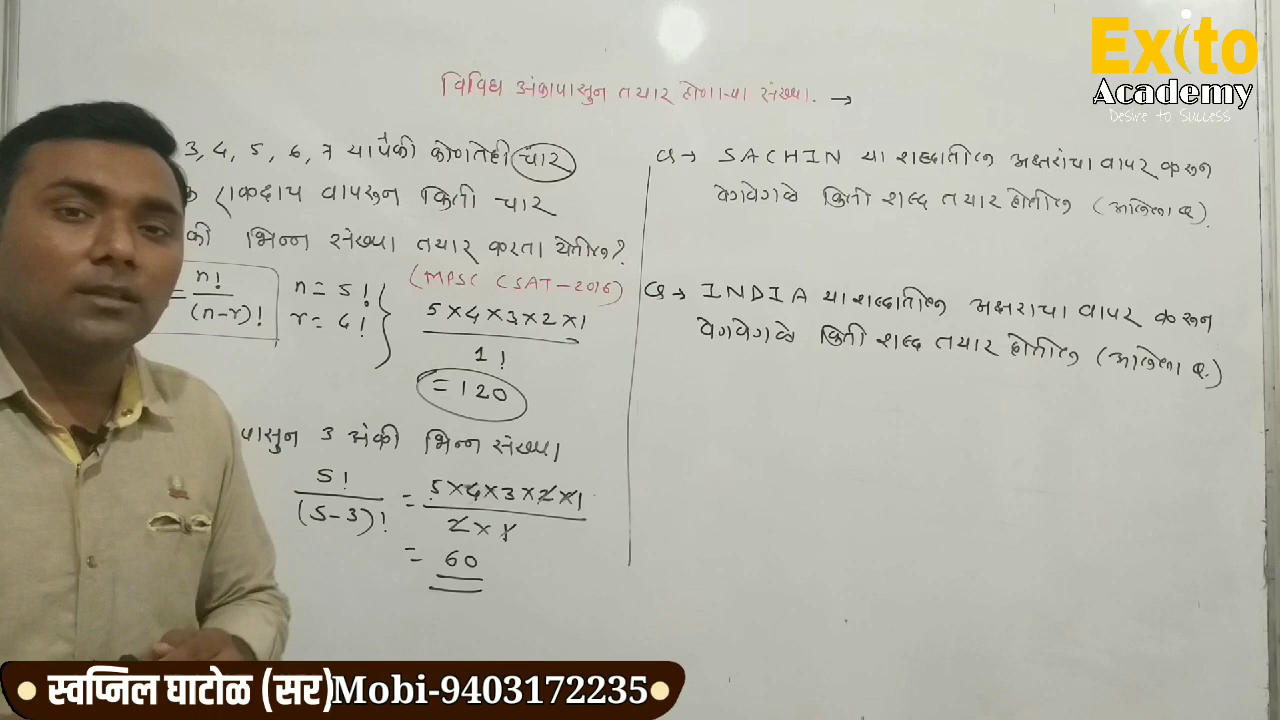 Exito
Academy
Desire to Success
विविध अंकापासुन तयार होणाऱ्या संख्या. →
3, 4, 5, 6, 7 यापैकी कोणतेही चार
क एकदाच वापरून किती चार
की भिन्न संख्या तयार करता येतील?
(MPSC CSAT-2016)
= n! / (n-r)!
n = 5!
r = 4!
5×4×3×2×1 / 1!
= 120
पासुन 3 अंकी भिन्न संख्या
5! / (5-3)! = 5×4×3×2×1 / 2×1
= 60
Q → SACHIN या शब्दातील अक्षरांचा वापर करून
वेगवेगळे किती शब्द तयार होतील
Q → INDIA या शब्दातील अक्षराचा वापर करून
वेगवेगळे किती शब्द तयार होतील
स्वप्निल घाटोळ (सर) Mobi-9403172235